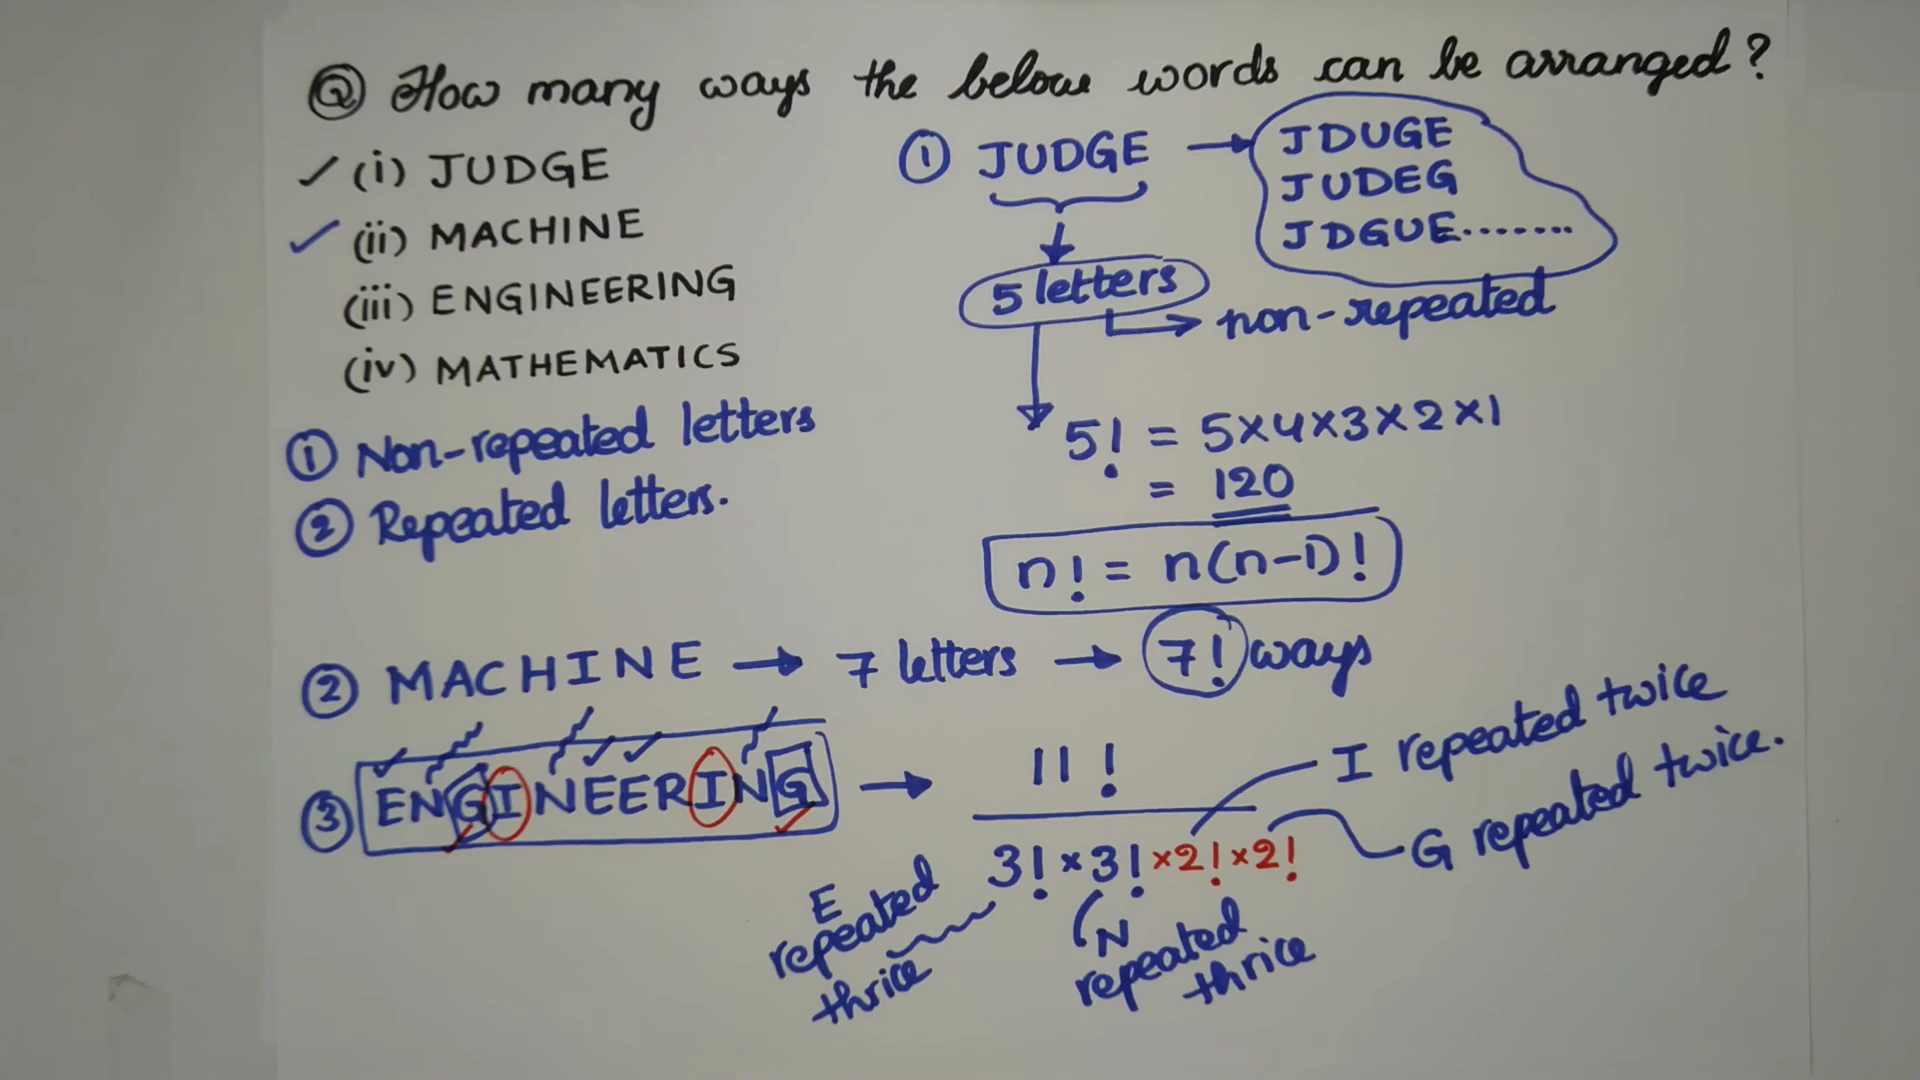 Q How many ways the below words can be arranged?
(i) JUDGE
(ii) MACHINE
(iii) ENGINEERING
(iv) MATHEMATICS
1 Non-repeated letters
2 Repeated letters.
1 JUDGE
JDUGE
JUDEG
JDGUE.......
5 letters
non-repeated
5! = 5×4×3×2×1
= 120
n! = n(n-1)!
2 MACHINE → 7 letters → 7! ways
3 ENGINEERING → 11!
3! × 3! × 2! × 2!
I repeated twice
G repeated twice.
E
repeated
thrice
N
repeated
thrice